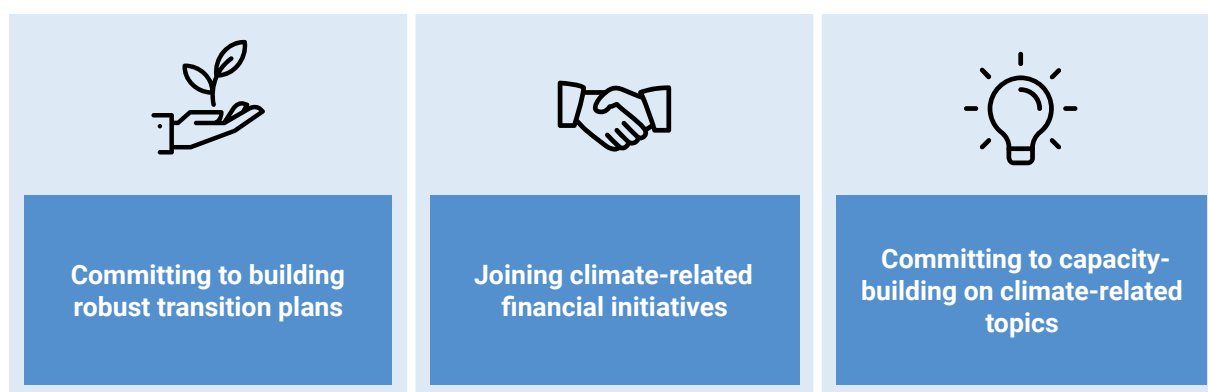 Committing to building
robust transition plans
Joining climate-related
financial initiatives
Committing to capacity-
building on climate-related
topics